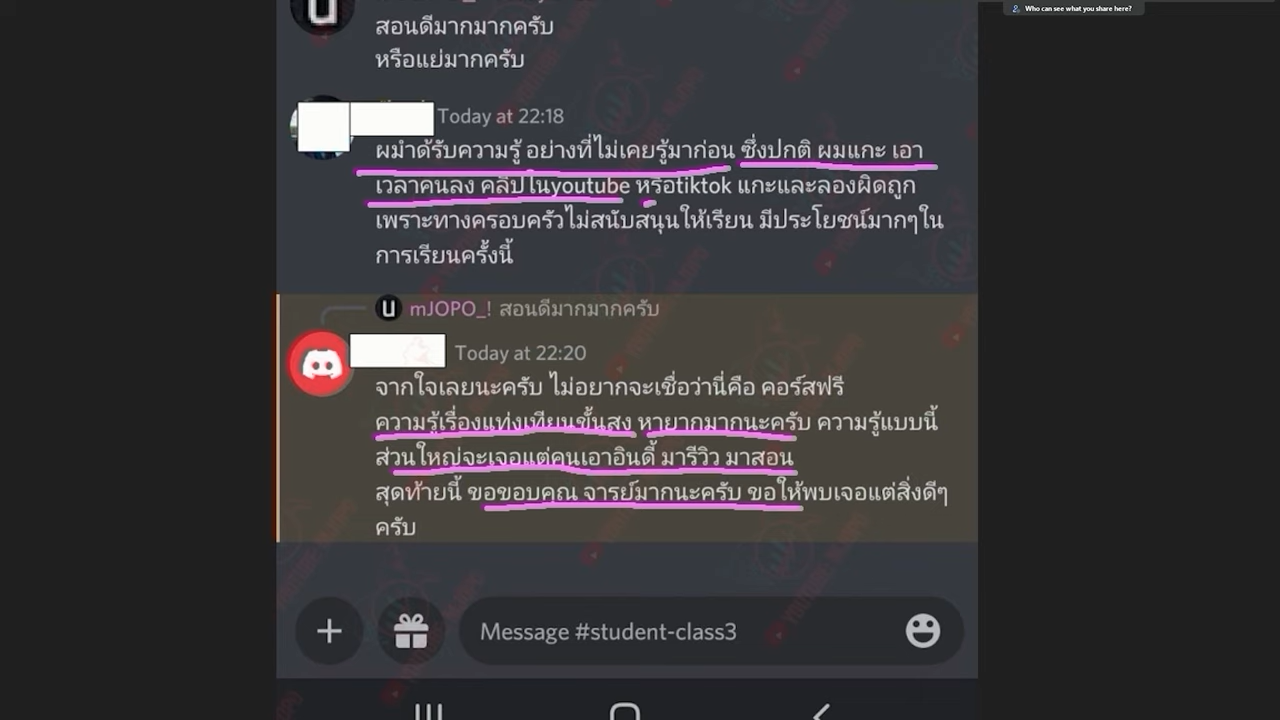 Who can see what you share here?
สอนดีมากมากครับ
หรือแย่มากครับ
Today at 22:18
ผมำด้รับความรู้ อย่างที่ไม่เคยรู้มาก่อน ซึ่งปกติ ผมแกะ เอา
เวลาคนลง คลิปในyoutube หรือtiktok แกะและลองผิดถูก
เพราะทางครอบครัวไม่สนับสนุนให้เรียน มีประโยชน์มากๆใน
การเรียนครั้งนี้
U mJOPO_! สอนดีมากมากครับ
Today at 22:20
จากใจเลยนะครับ ไม่อยากจะเชื่อว่านี่คือ คอร์สฟรี
ความรู้เรื่องแท่งเทียนขั้นสูง หายากมากนะครับ ความรู้แบบนี้
ส่วนใหญ่จะเจอแต่คนเอาอินดี้ มารีวิว มาสอน
สุดท้ายนี้ ขอขอบคุณ จารย์มากนะครับ ขอให้พบเจอแต่สิ่งดีๆ
ครับ
Message #student-class3